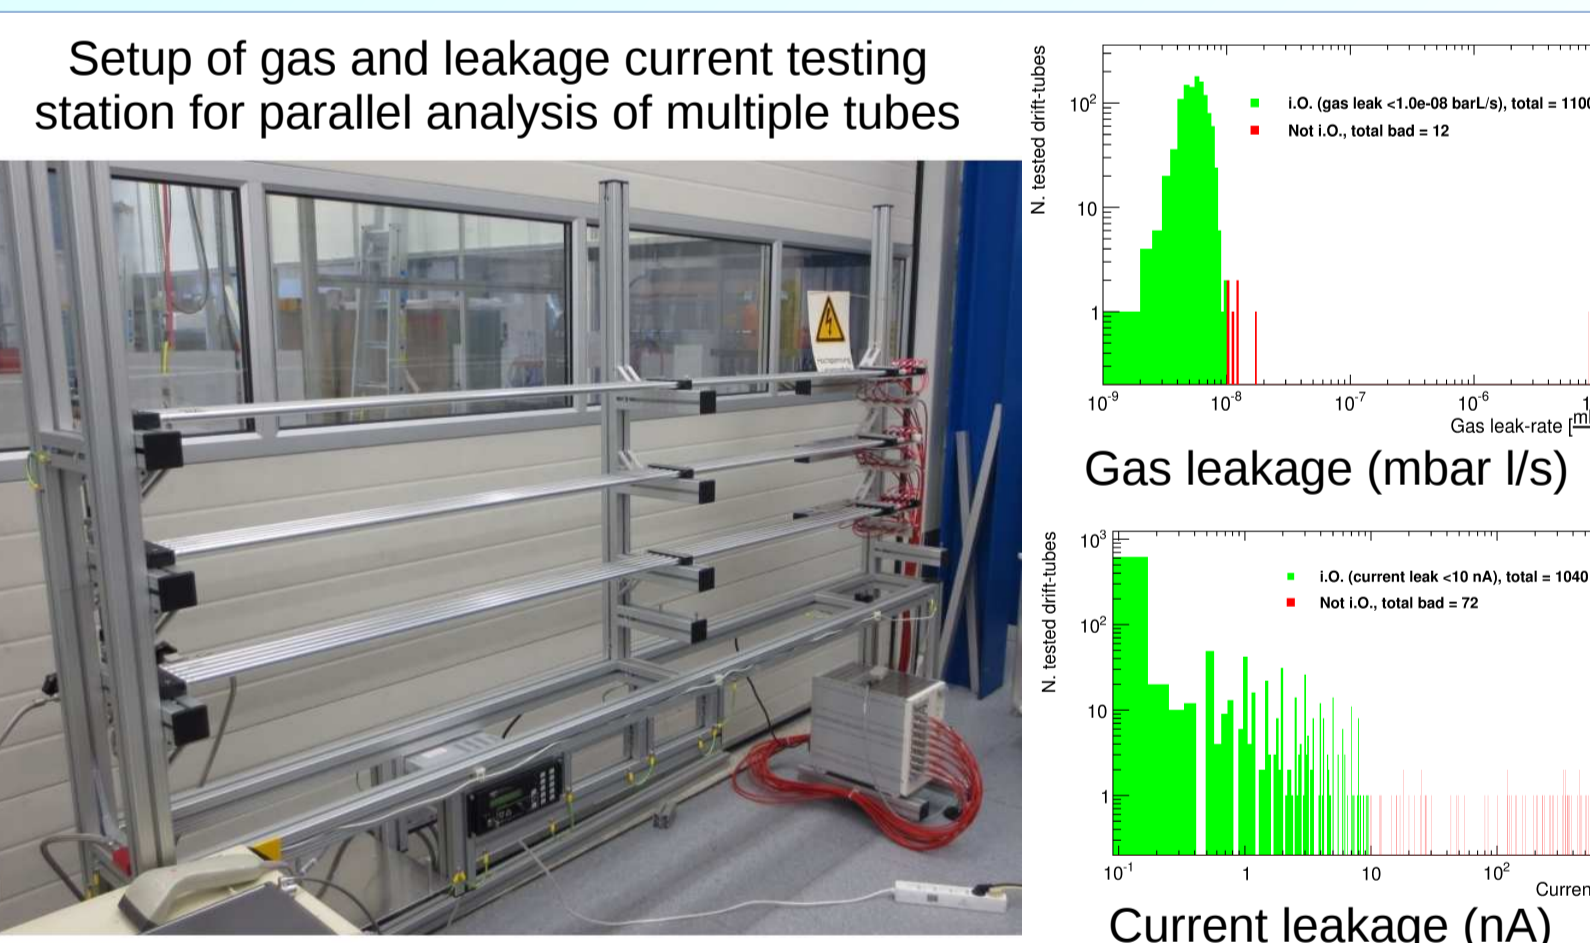 Setup of gas and leakage current testing
station for parallel analysis of multiple tubes
N. tested drift-tubes
10²
10
1
i.O. (gas leak <1.0e-08 barL/s), total = 1100
Not i.O., total bad = 12
10⁻⁹ 10⁻⁸ 10⁻⁷ 10⁻⁶
Gas leak-rate [
Gas leakage (mbar l/s)
N. tested drift-tubes
10³
10²
10
1
i.O. (current leak <10 nA), total = 1040
Not i.O., total bad = 72
10⁻¹ 1 10 10²
Curren
Current leakage (nA)